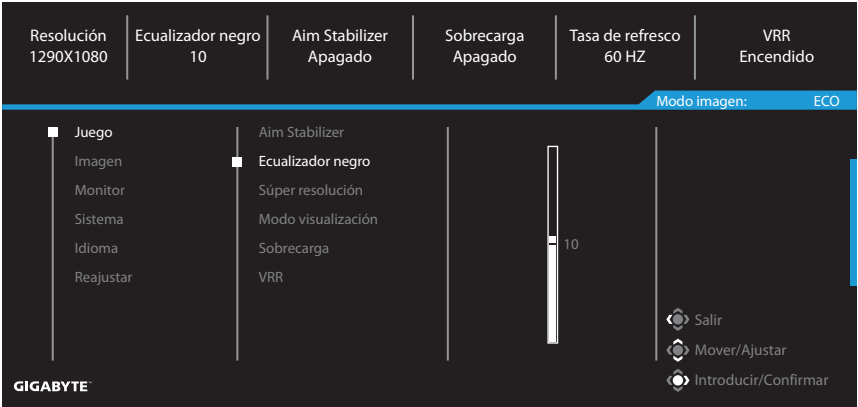 Resolución
1290X1080
Ecualizador negro
10
Aim Stabilizer
Apagado
Sobrecarga
Apagado
Tasa de refresco
60 HZ
VRR
Encendido
Modo imagen: ECO
Juego
Imagen
Monitor
Sistema
Idioma
Reajustar
Aim Stabilizer
Ecualizador negro
Súper resolución
Modo visualización
Sobrecarga
VRR
10
Salir
Mover/Ajustar
Introducir/Confirmar
GIGABYTE™